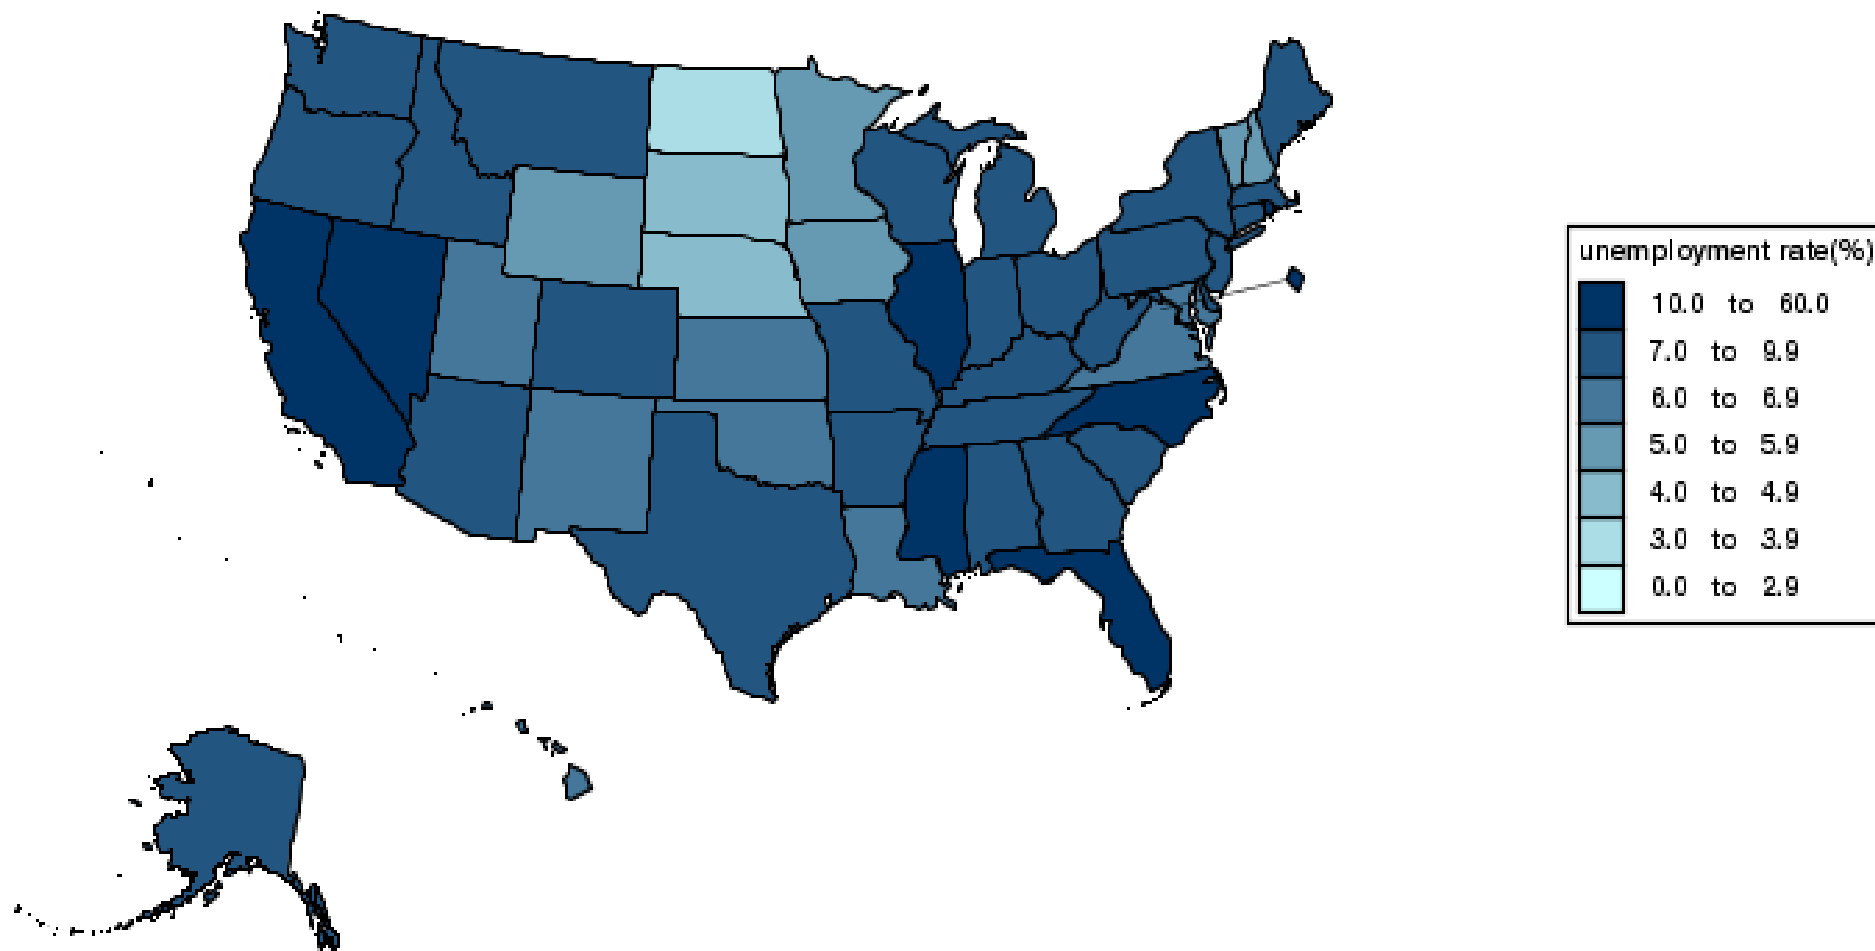 unemployment rate(%)
10.0 to 60.0
7.0 to 9.9
6.0 to 6.9
5.0 to 5.9
4.0 to 4.9
3.0 to 3.9
0.0 to 2.9